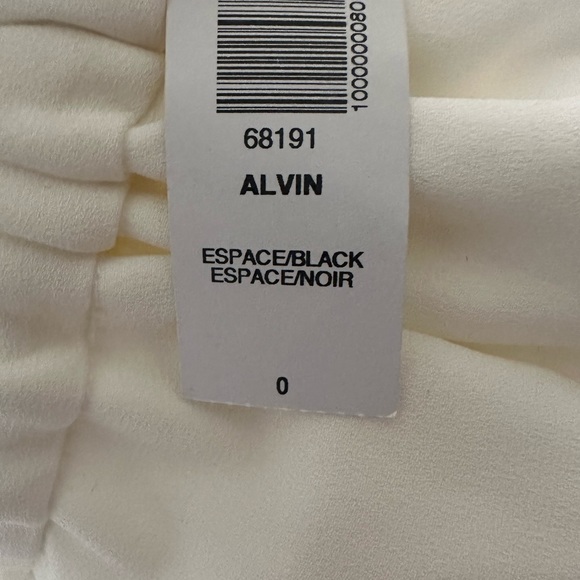 1000000080
68191
ALVIN
ESPACE/BLACK
ESPACE/NOIR
0